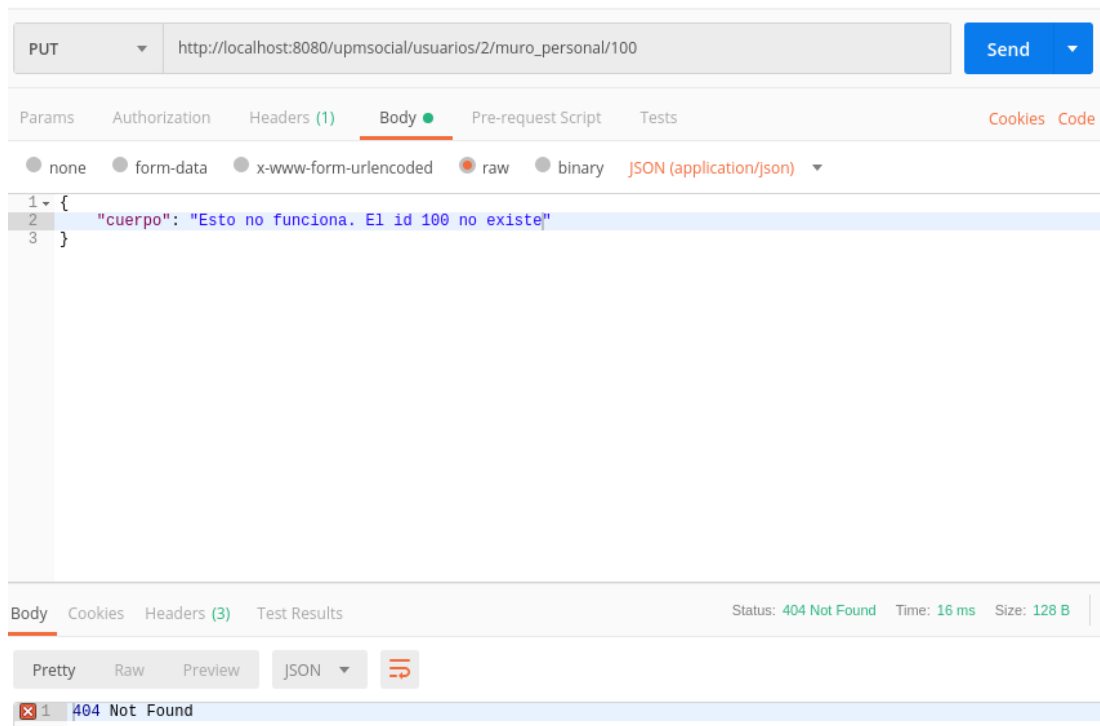 PUT http://localhost:8080/upmsocial/usuarios/2/muro_personal/100 Send
Params Authorization Headers (1) Body Pre-request Script Tests Cookies Code
none form-data x-www-form-urlencoded raw binary JSON (application/json)
1 {
2 "cuerpo": "Esto no funciona. El id 100 no existe"
3 }
Body Cookies Headers (3) Test Results Status: 404 Not Found Time: 16 ms Size: 128 B
Pretty Raw Preview JSON
1 404 Not Found